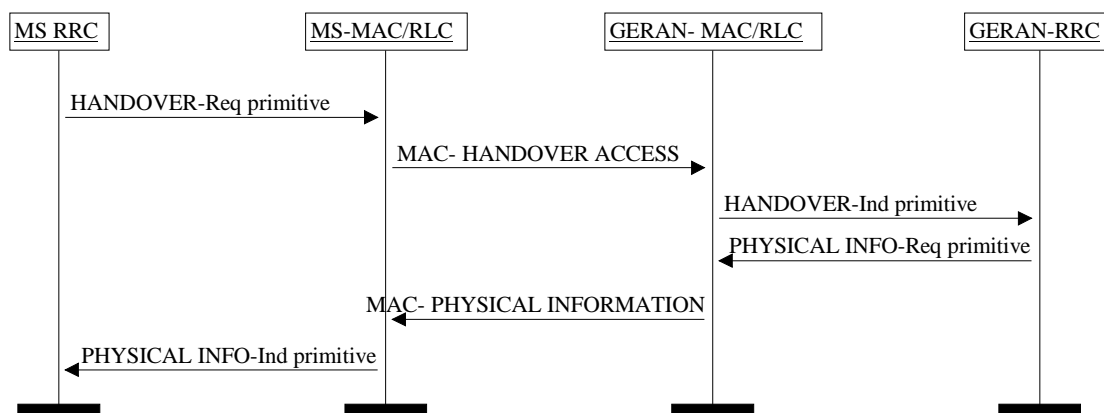 MS RRC
MS-MAC/RLC
GERAN- MAC/RLC
GERAN-RRC
HANDOVER-Req primitive
MAC- HANDOVER ACCESS
HANDOVER-Ind primitive
PHYSICAL INFO-Req primitive
MAC- PHYSICAL INFORMATION
PHYSICAL INFO-Ind primitive